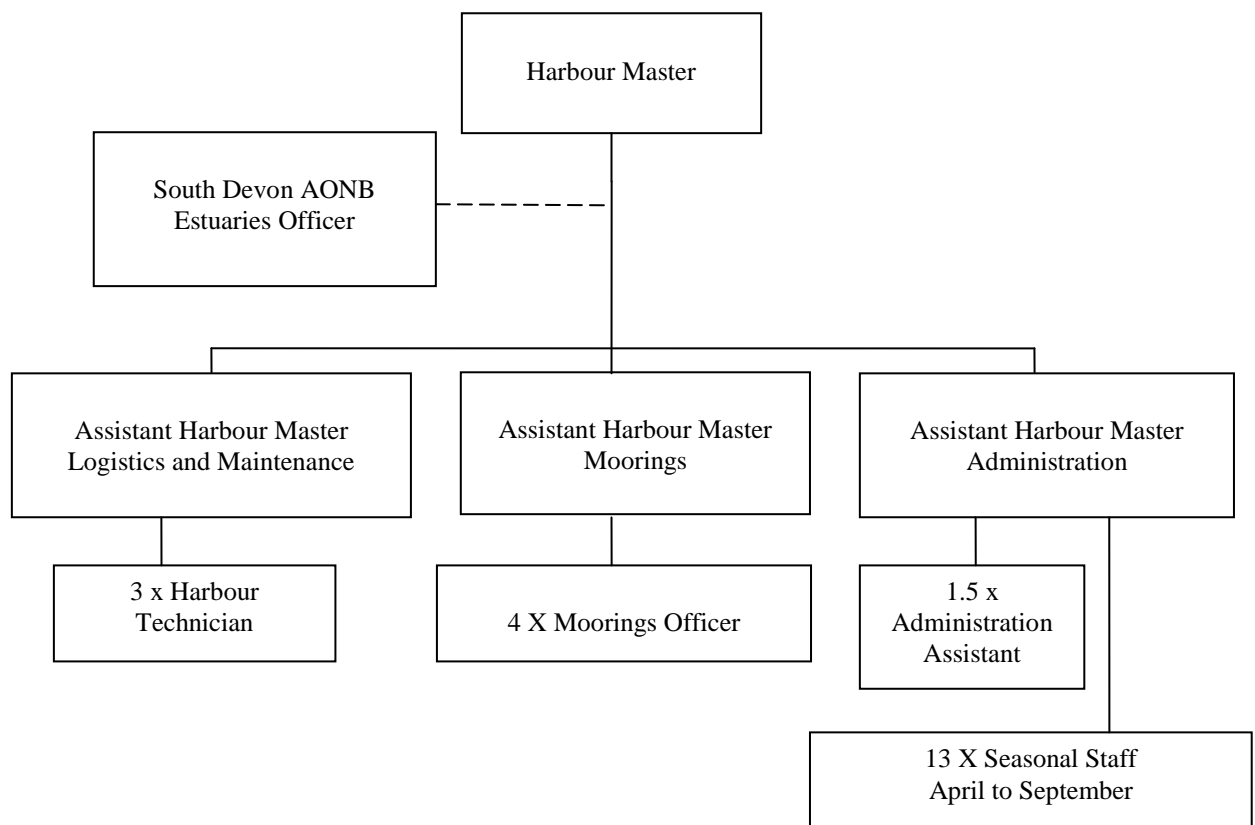 Harbour Master
South Devon AONB
Estuaries Officer
Assistant Harbour Master
Logistics and Maintenance
Assistant Harbour Master
Moorings
Assistant Harbour Master
Administration
3 x Harbour
Technician
4 X Moorings Officer
1.5 x
Administration
Assistant
13 X Seasonal Staff
April to September